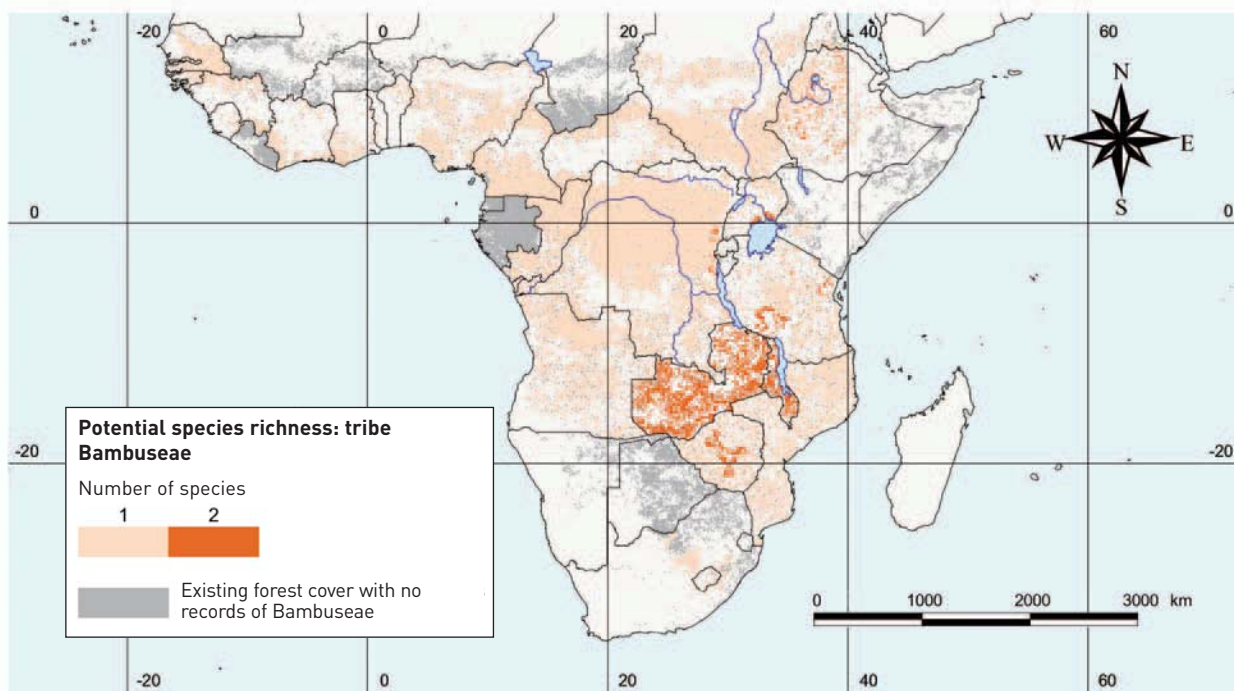 -20 0 20 40 60
N
W E
S
0 0
Potential species richness: tribe
Bambuseae
Number of species
1 2
Existing forest cover with no
records of Bambuseae
-20 -20
0 1000 2000 3000 km
-20 0 20 40 60